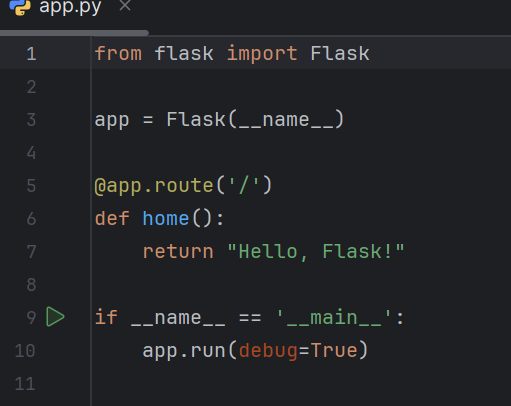 app.py
1 from flask import Flask
2
3 app = Flask(__name__)
4
5 @app.route('/')
6 def home():
7     return "Hello, Flask!"
8
9 if __name__ == '__main__':
10     app.run(debug=True)
11